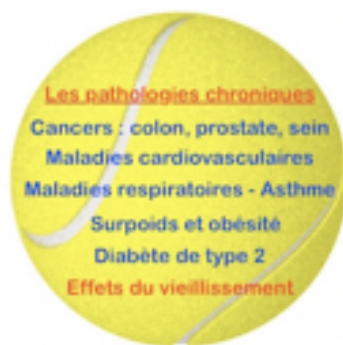 Les pathologies chroniques
Cancers : colon, prostate, sein
Maladies cardiovasculaires
Maladies respiratoires - Asthme
Surpoids et obésité
Diabète de type 2
Effets du vieillissement